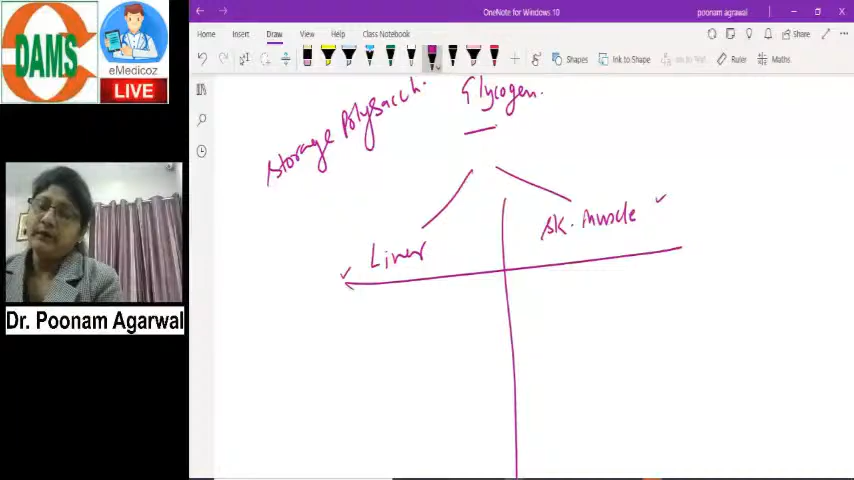 DAMS
eMedicoz
LIVE
OneNote for Windows 10
poonam agrawal
Home Insert Draw View Help Class Notebook
Share
Shapes
Ink to Shape
Ruler
Maths
Storage Polysacch.
Glycogen.
Liver
SK. Muscle
Dr. Poonam Agarwal